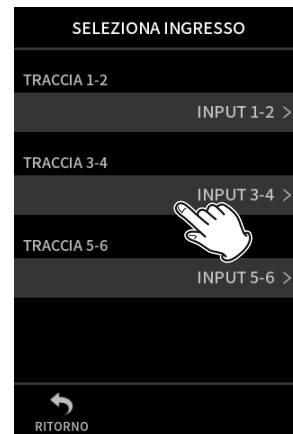 SELEZIONA INGRESSO
TRACCIA 1-2
INPUT 1-2 >
TRACCIA 3-4
INPUT 3-4 >
TRACCIA 5-6
INPUT 5-6 >
RITORNO